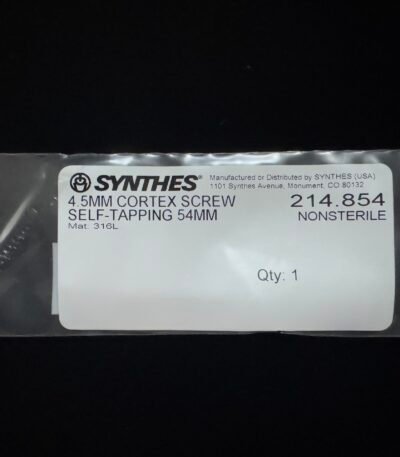 SYNTHES® Manufactured or Distributed by SYNTHES (USA)
1101 Synthes Avenue, Monument, CO 80132
4.5MM CORTEX SCREW 214.854
SELF-TAPPING 54MM NONSTERILE
Mat: 316L
Qty: 1